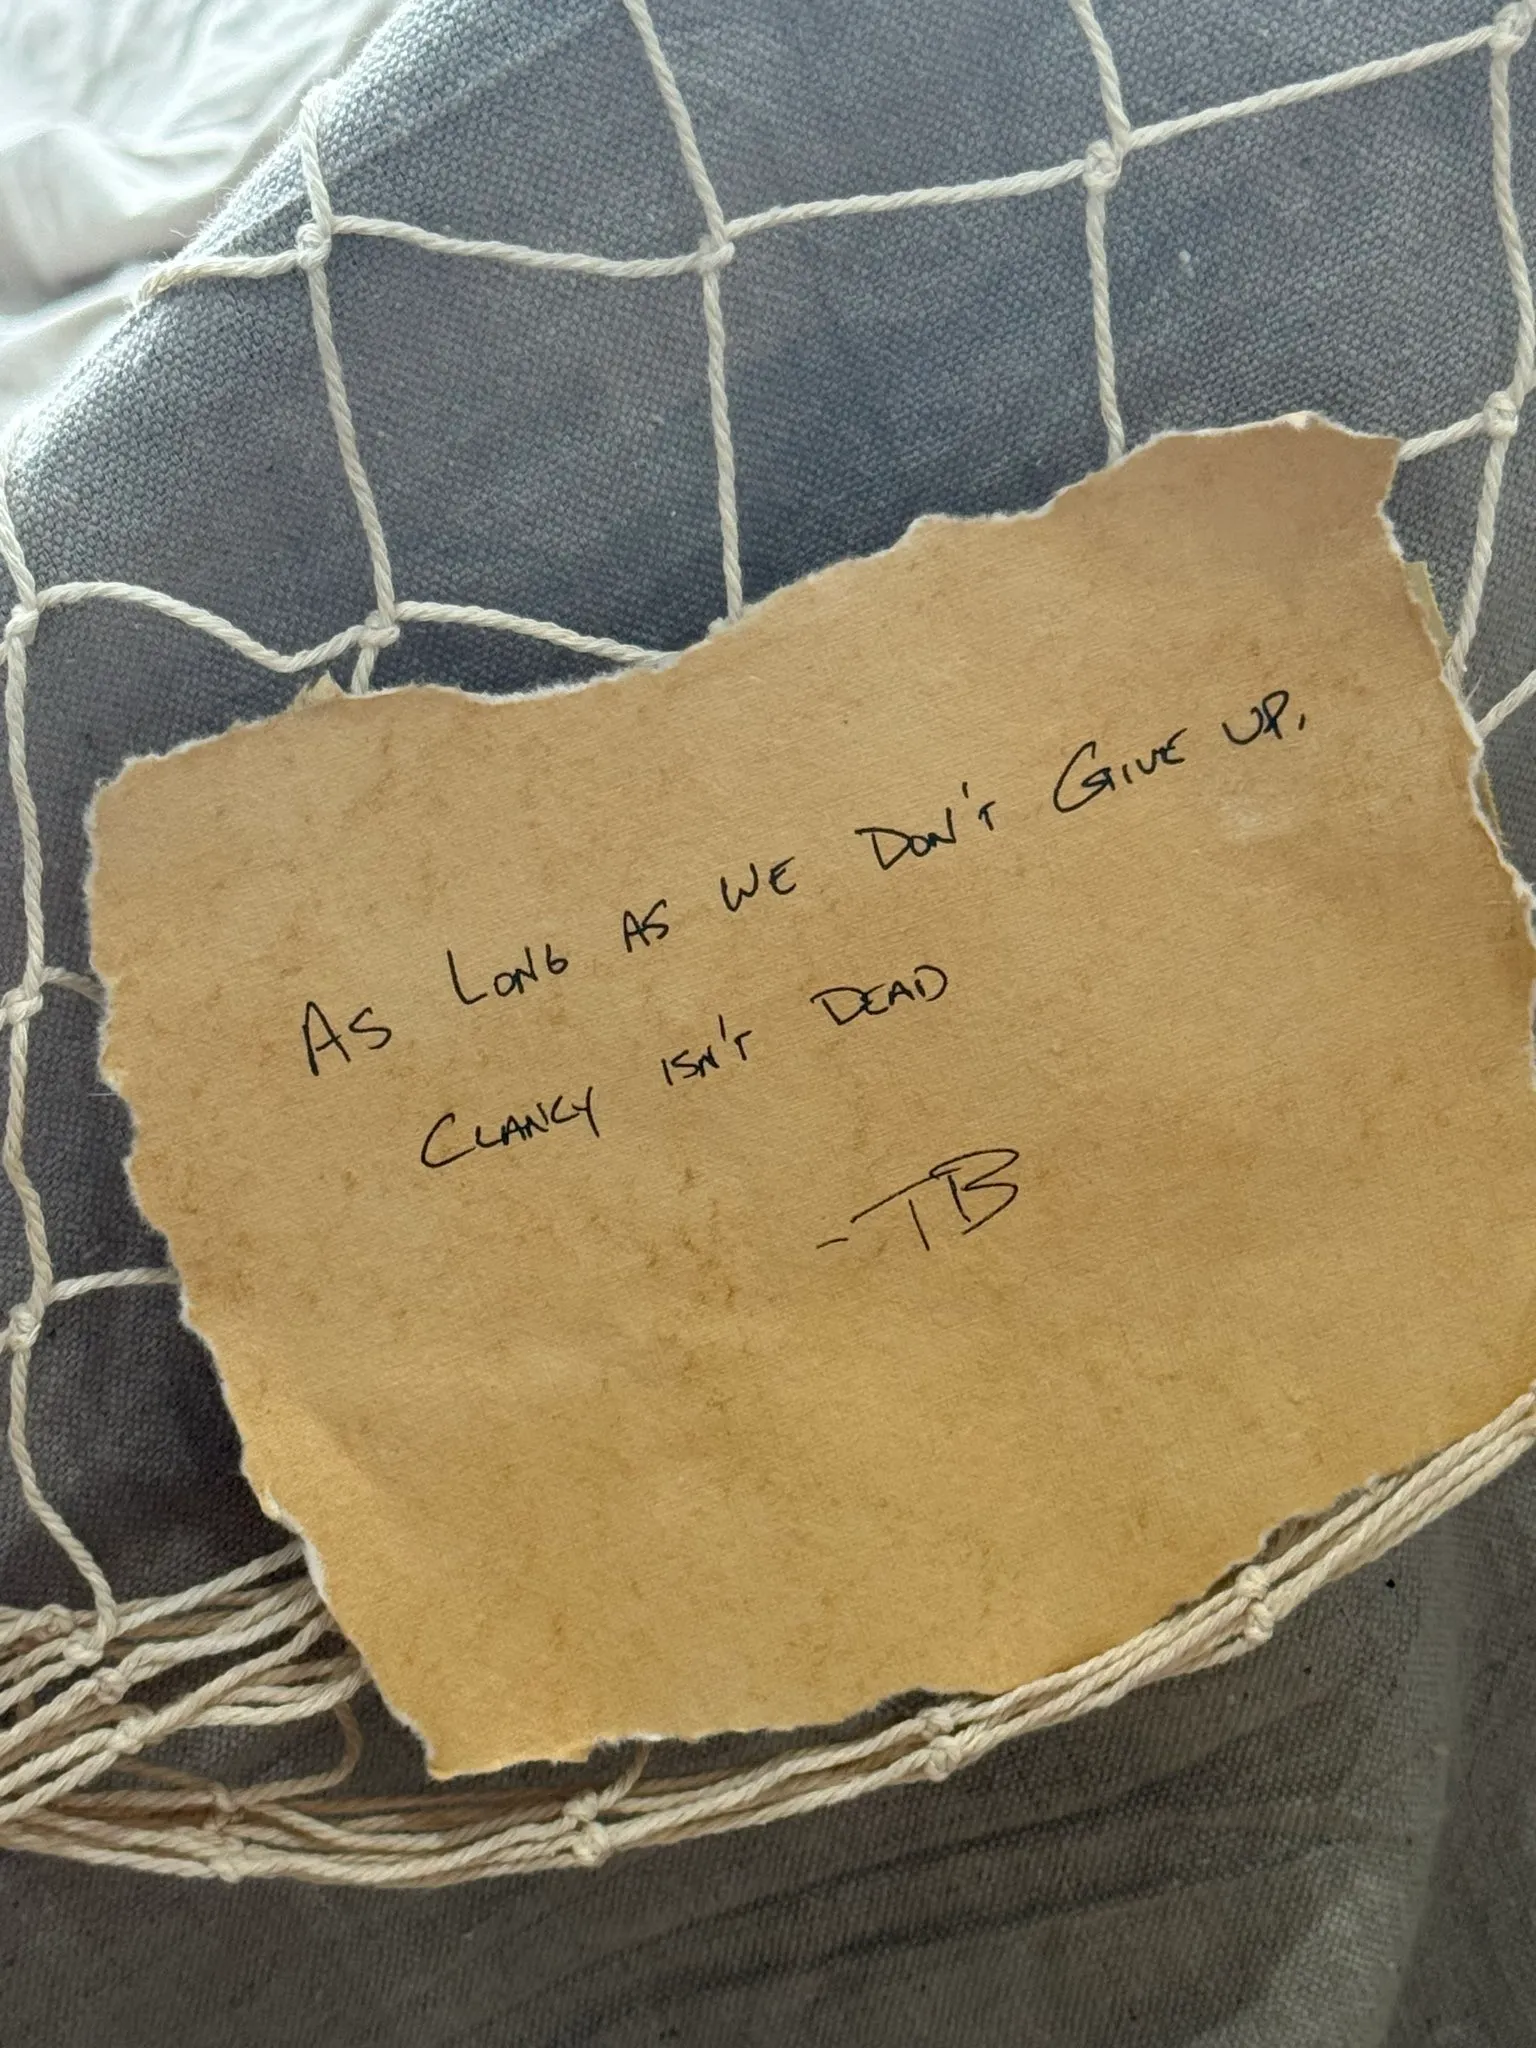 As Long as we Don't Give up,
Clancy isn't Dead
-TB